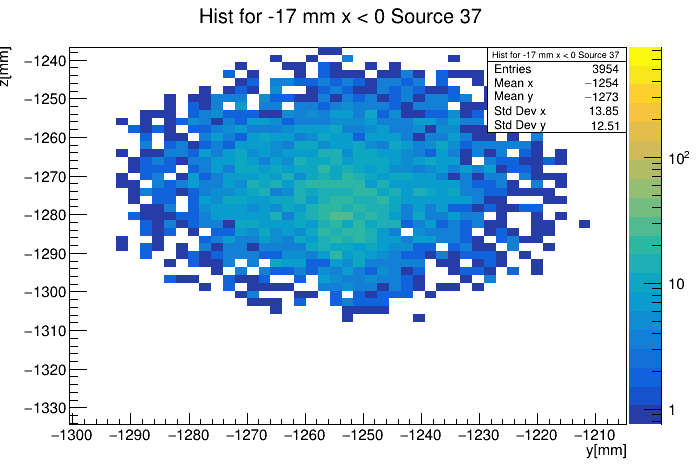 Hist for -17 mm x < 0 Source 37
z[mm]
Hist for -17 mm x < 0 Source 37
Entries 3954
Mean x −1254
Mean y −1273
Std Dev x 13.85
Std Dev y 12.51
−1240
−1250
−1260
−1270
−1280
−1290
−1300
−1310
−1320
−1330
−1300 −1290 −1280 −1270 −1260 −1250 −1240 −1230 −1220 −1210
y[mm]
10²
10
1